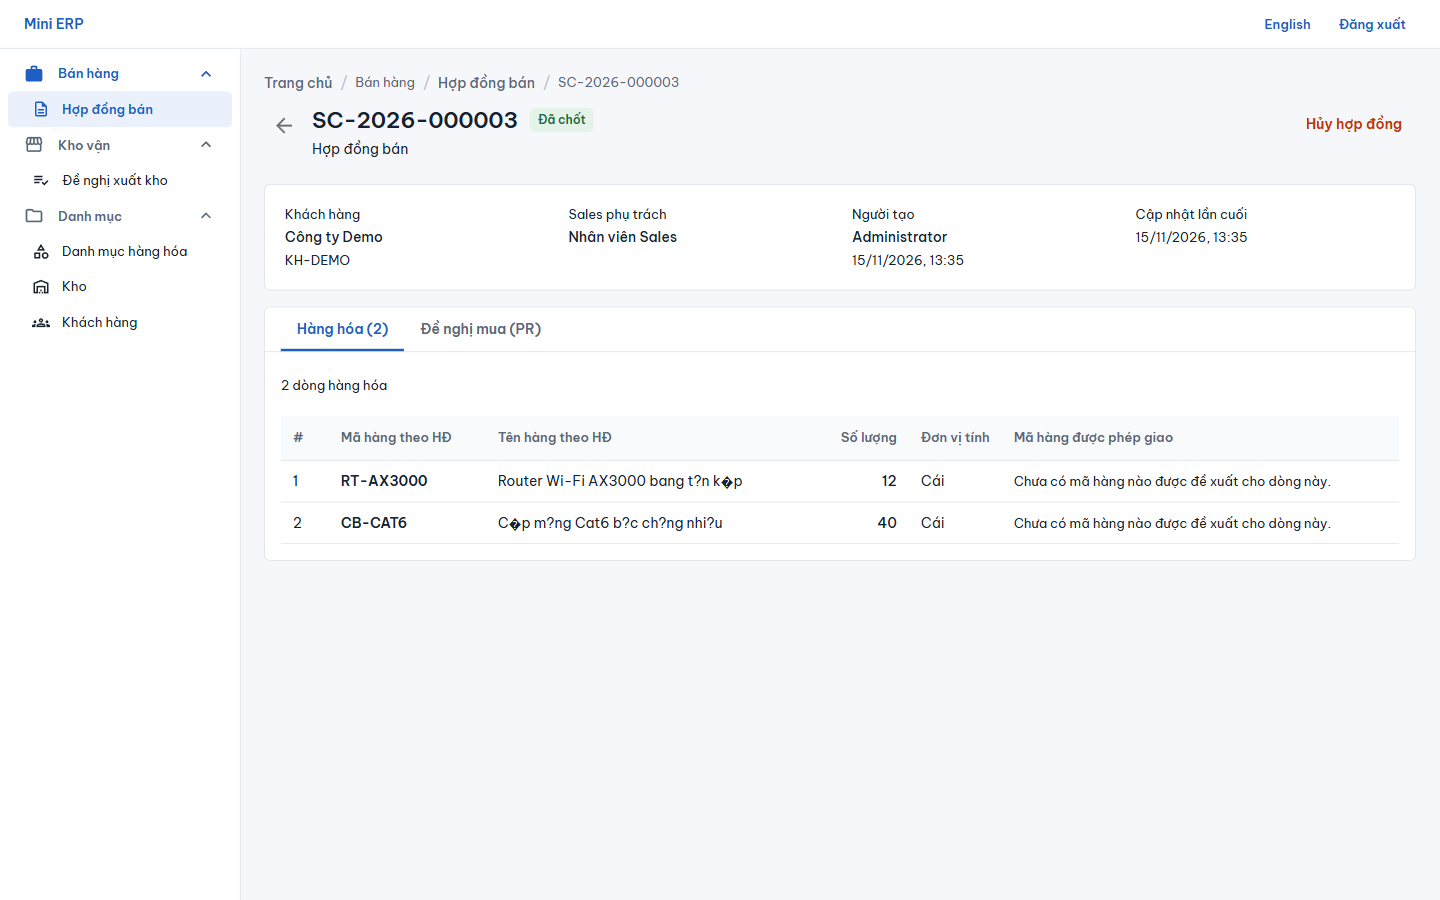 Mini ERP
English
Đăng xuất
Bán hàng
Hợp đồng bán
Kho vận
Đề nghị xuất kho
Danh mục
Danh mục hàng hóa
Kho
Khách hàng
Trang chủ / Bán hàng / Hợp đồng bán / SC-2026-000003
SC-2026-000003 Đã chốt
Hợp đồng bán
Hủy hợp đồng
Khách hàng
Công ty Demo
KH-DEMO
Sales phụ trách
Nhân viên Sales
Người tạo
Administrator
15/11/2026, 13:35
Cập nhật lần cuối
15/11/2026, 13:35
Hàng hóa (2) Đề nghị mua (PR)
2 dòng hàng hóa
# Mã hàng theo HĐ Tên hàng theo HĐ Số lượng Đơn vị tính Mã hàng được phép giao
1 RT-AX3000 Router Wi-Fi AX3000 bang t?n k�p 12 Cái Chưa có mã hàng nào được đề xuất cho dòng này.
2 CB-CAT6 C�p m?ng Cat6 b?c ch?ng nhi?u 40 Cái Chưa có mã hàng nào được đề xuất cho dòng này.